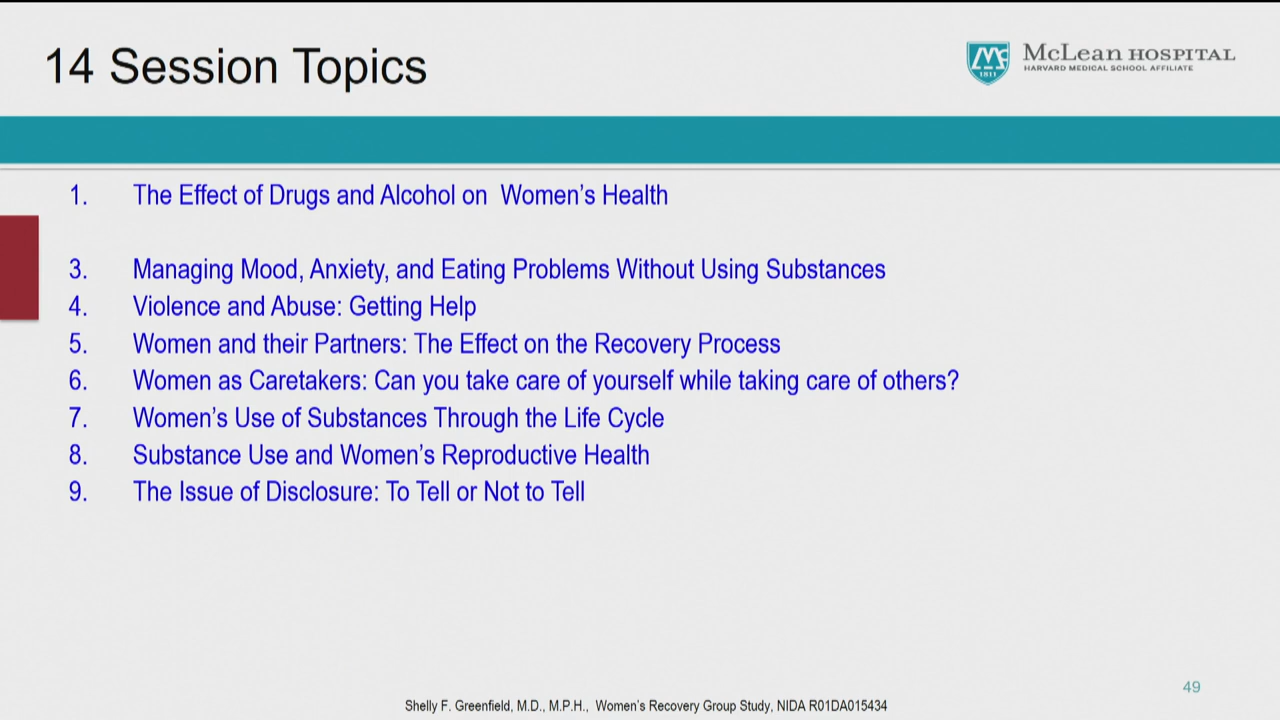 14 Session Topics
McLean HOSPITAL
HARVARD MEDICAL SCHOOL AFFILIATE
1811
1. The Effect of Drugs and Alcohol on Women’s Health
3. Managing Mood, Anxiety, and Eating Problems Without Using Substances
4. Violence and Abuse: Getting Help
5. Women and their Partners: The Effect on the Recovery Process
6. Women as Caretakers: Can you take care of yourself while taking care of others?
7. Women’s Use of Substances Through the Life Cycle
8. Substance Use and Women’s Reproductive Health
9. The Issue of Disclosure: To Tell or Not to Tell
49
Shelly F. Greenfield, M.D., M.P.H., Women’s Recovery Group Study, NIDA R01DA015434